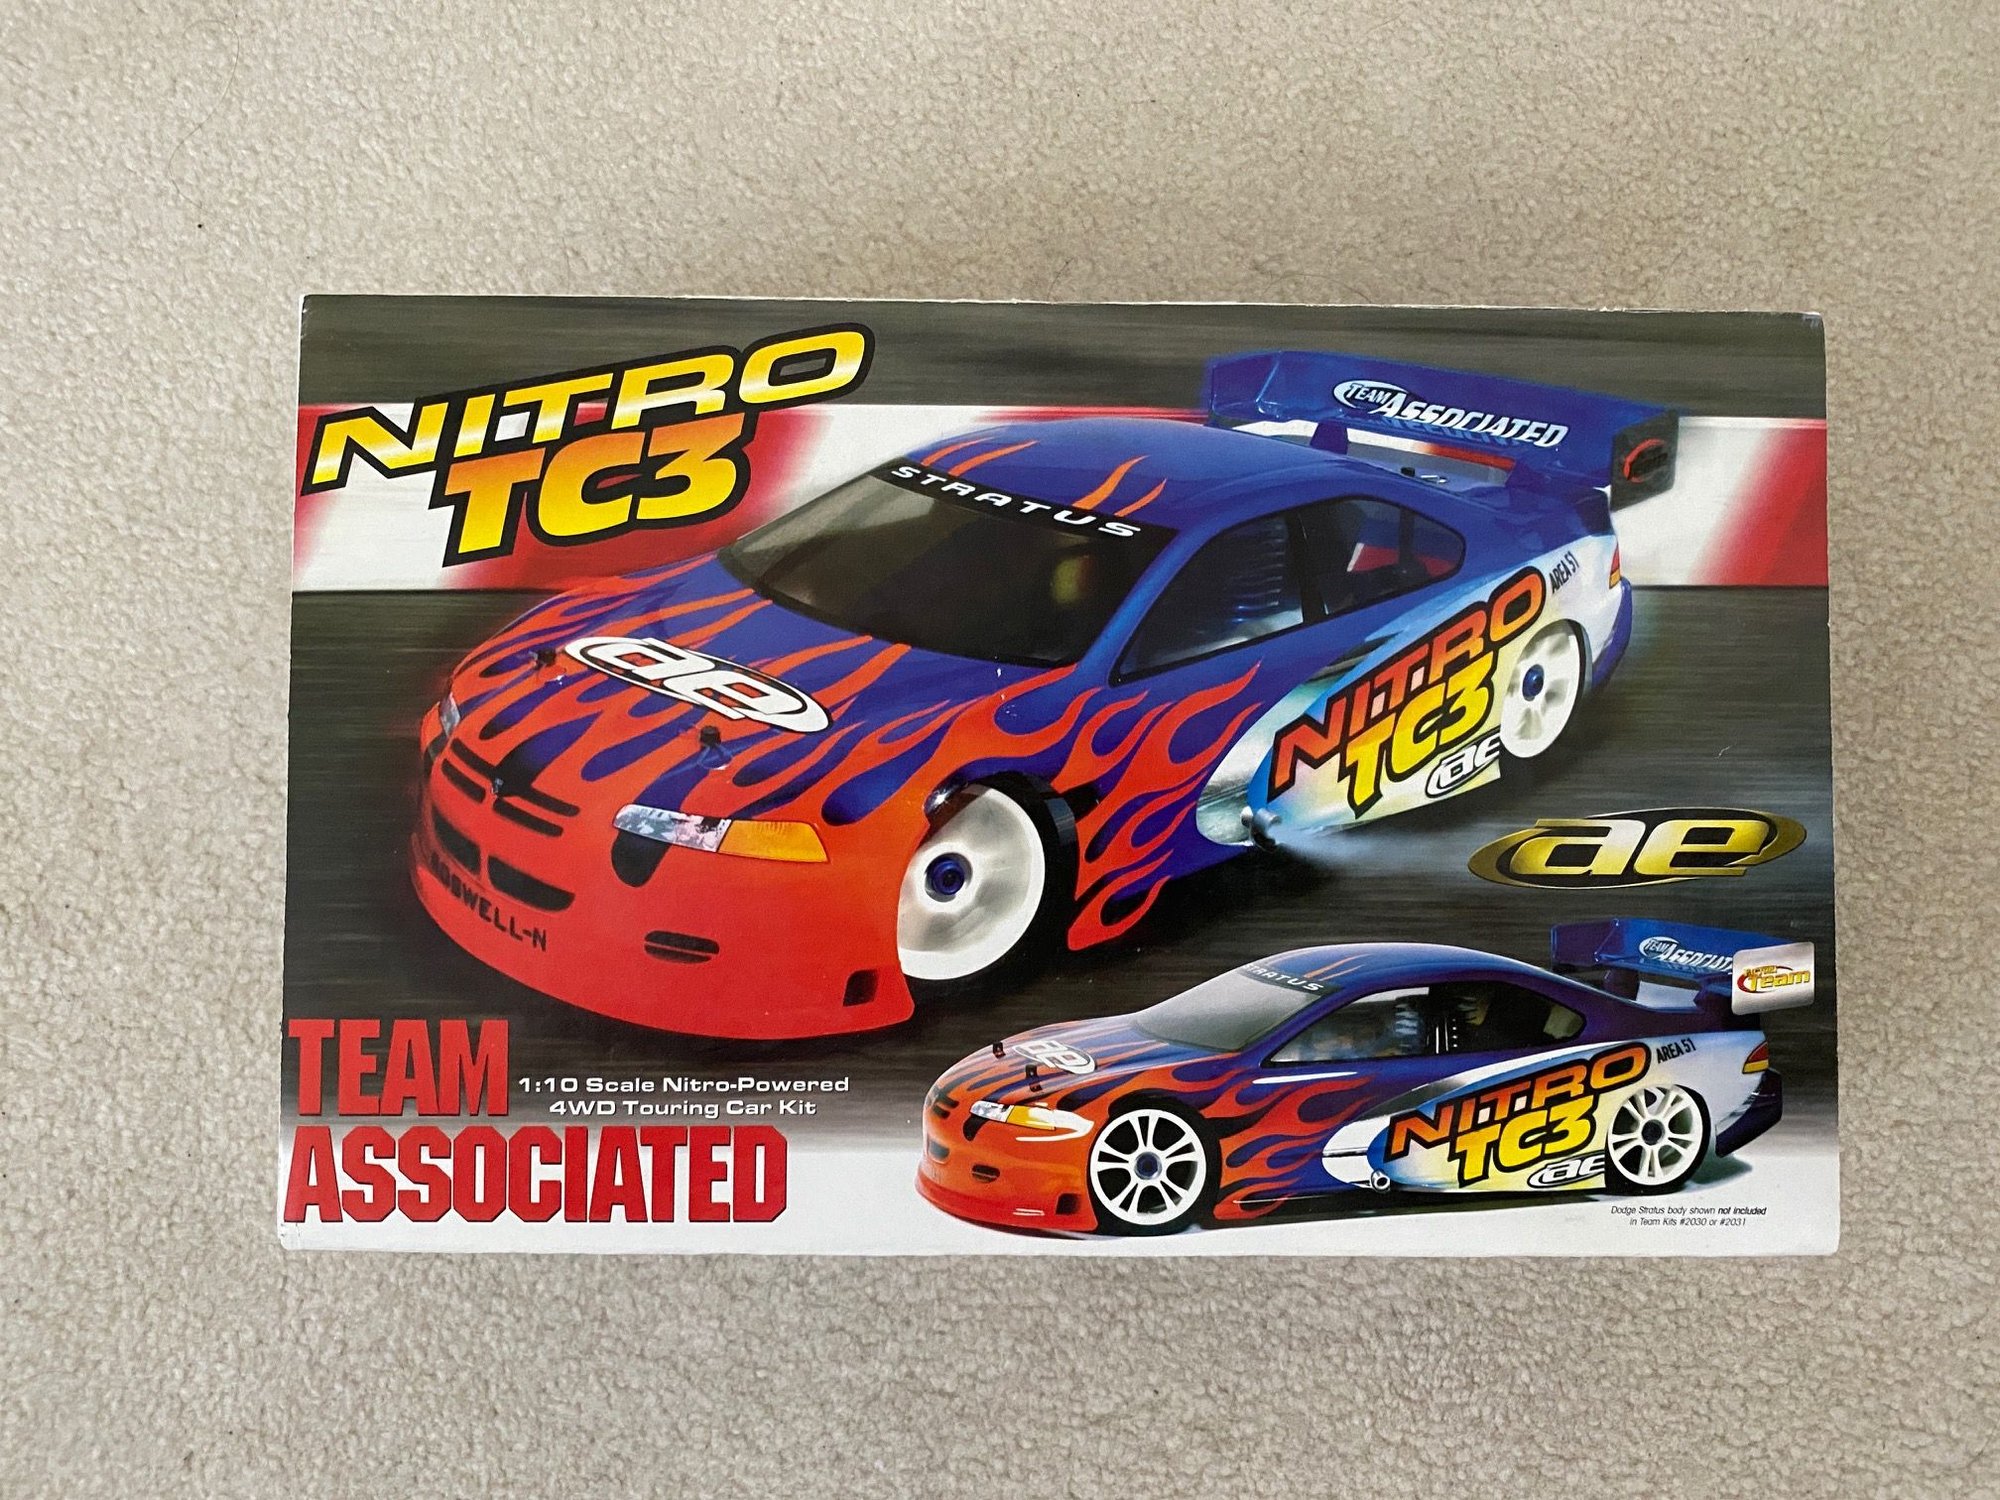 NITRO
TC3
TEAM ASSOCIATED
STRATUS
AREA 51
NITRO
TC3
ae
ae
ROSWELL-N
ae
TEAM
1:10 Scale Nitro-Powered
4WD Touring Car Kit
ASSOCIATED
TEAM ASSOCIATED
Team
STRATUS
ae
AREA 51
NITRO
TC3
ae
Dodge Stratus body shown not included
in Team Kits #2030 or #2031